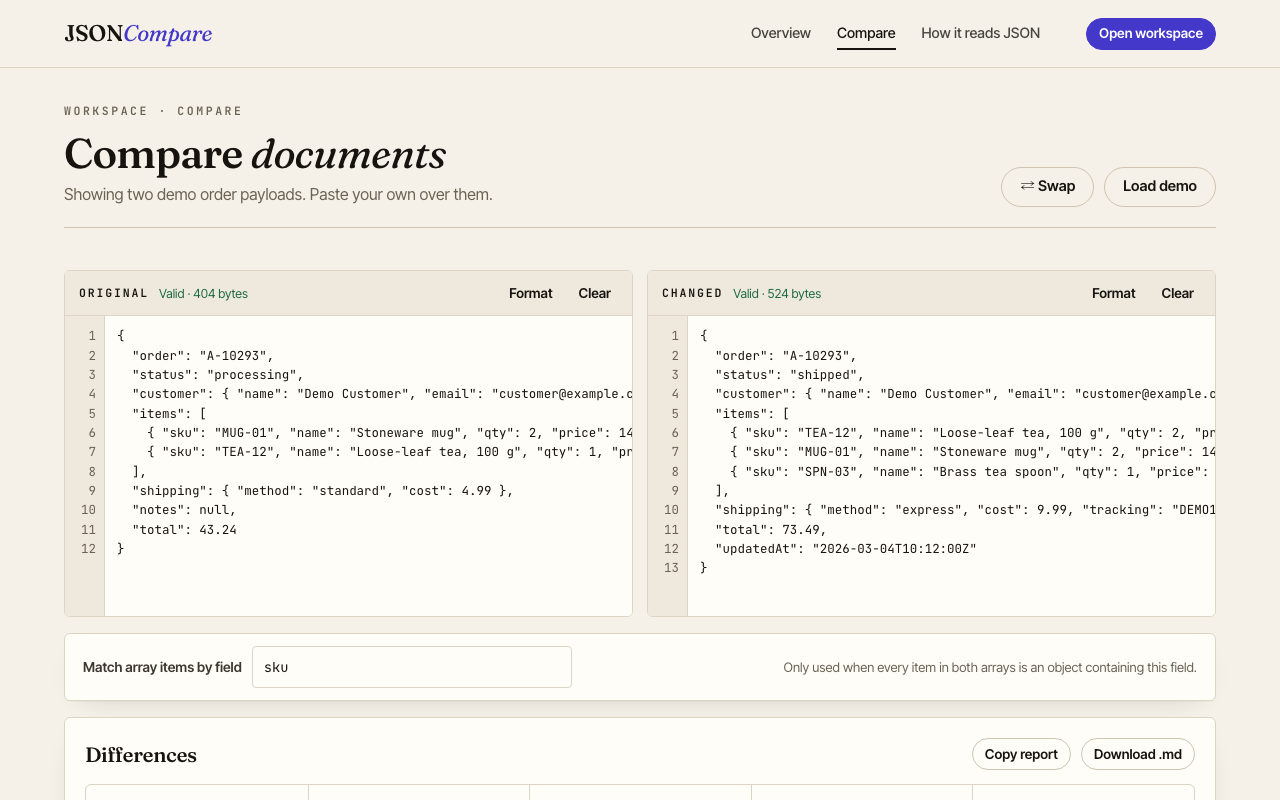 JSONCompare
Overview
Compare
How it reads JSON
Open workspace
WORKSPACE · COMPARE
Compare documents
Showing two demo order payloads. Paste your own over them.
⇄ Swap
Load demo
ORIGINAL Valid · 404 bytes
Format
Clear
1 {
2 "order": "A-10293",
3 "status": "processing",
4 "customer": { "name": "Demo Customer", "email": "customer@example.c
5 "items": [
6 { "sku": "MUG-01", "name": "Stoneware mug", "qty": 2, "price": 14
7 { "sku": "TEA-12", "name": "Loose-leaf tea, 100 g", "qty": 1, "pr
8 ],
9 "shipping": { "method": "standard", "cost": 4.99 },
10 "notes": null,
11 "total": 43.24
12 }
CHANGED Valid · 524 bytes
Format
Clear
1 {
2 "order": "A-10293",
3 "status": "shipped",
4 "customer": { "name": "Demo Customer", "email": "customer@example.c
5 "items": [
6 { "sku": "TEA-12", "name": "Loose-leaf tea, 100 g", "qty": 2, "pr
7 { "sku": "MUG-01", "name": "Stoneware mug", "qty": 2, "price": 14
8 { "sku": "SPN-03", "name": "Brass tea spoon", "qty": 1, "price":
9 ],
10 "shipping": { "method": "express", "cost": 9.99, "tracking": "DEMO1
11 "total": 73.49,
12 "updatedAt": "2026-03-04T10:12:00Z"
13 }
Match array items by field
sku
Only used when every item in both arrays is an object containing this field.
Differences
Copy report
Download .md